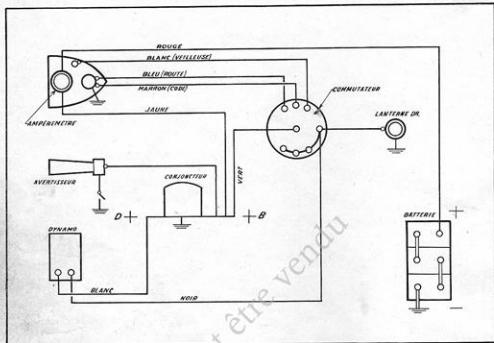 ROUGE
BLANC (VEILLEUSE)
BLEU (ROUTE)
MARRON (CODE)
COMMUTATEUR
JAUNE
LANTERNE DR.
AMPÈREMÈTRE
AVERTISSEUR
CONJONCTEUR
VERT
D +
+ B
BATTERIE +
DYNAMO
BLANC
NOIR
−
t être vendu